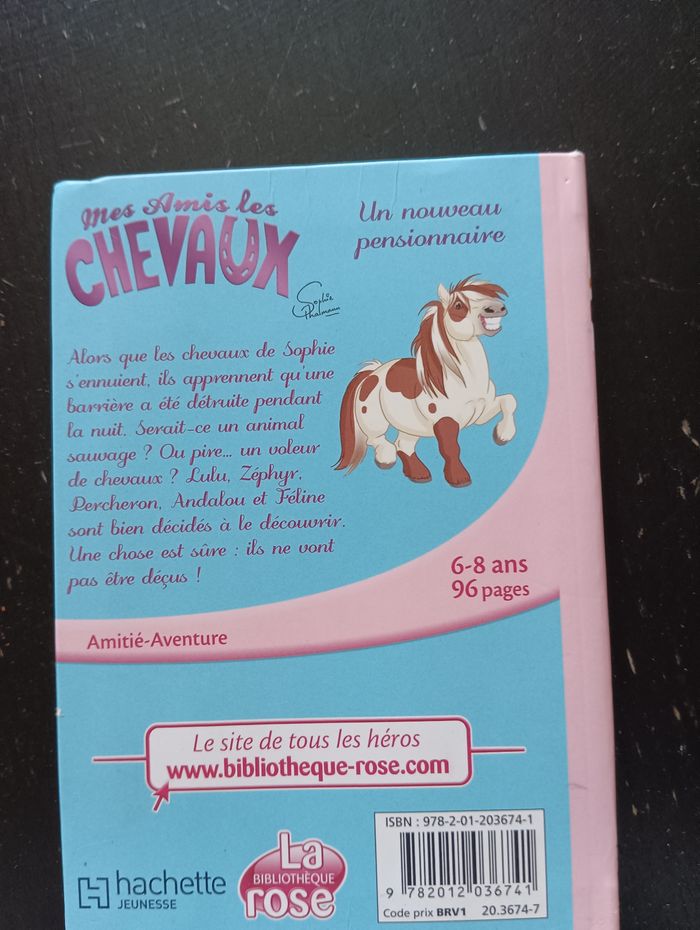 Mes Amis les
CHEVAUX
Sophie
Thalmann
Un nouveau
pensionnaire
Alors que les chevaux de Sophie
s'ennuient, ils apprennent qu'une
barrière a été détruite pendant
la nuit. Serait-ce un animal
sauvage ? Ou pire... un voleur
de chevaux ? Lulu, Zéphyr,
Percheron, Andalou et Féline
sont bien décidés à le découvrir.
Une chose est sûre : ils ne vont
pas être déçus !
6-8 ans
96 pages
Amitié-Aventure
Le site de tous les héros
www.bibliotheque-rose.com
hachette
JEUNESSE
La
BIBLIOTHÈQUE
rose
ISBN : 978-2-01-203674-1
9 782012 036741
Code prix BRV1 20.3674-7